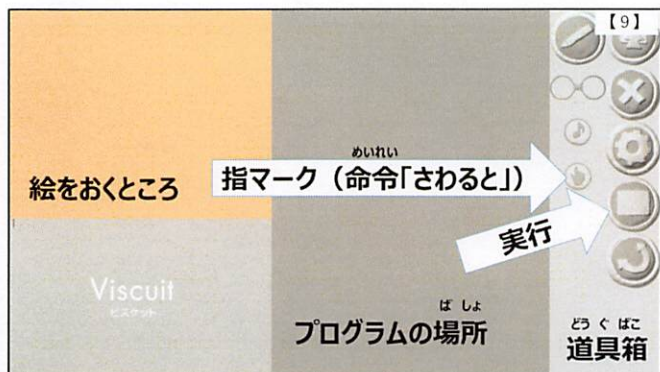 【9】
絵をおくところ
めいれい
指マーク（命令「さわると」）
実行
Viscuit
ビスケット
ばしょ
プログラムの場所
どうぐばこ
道具箱